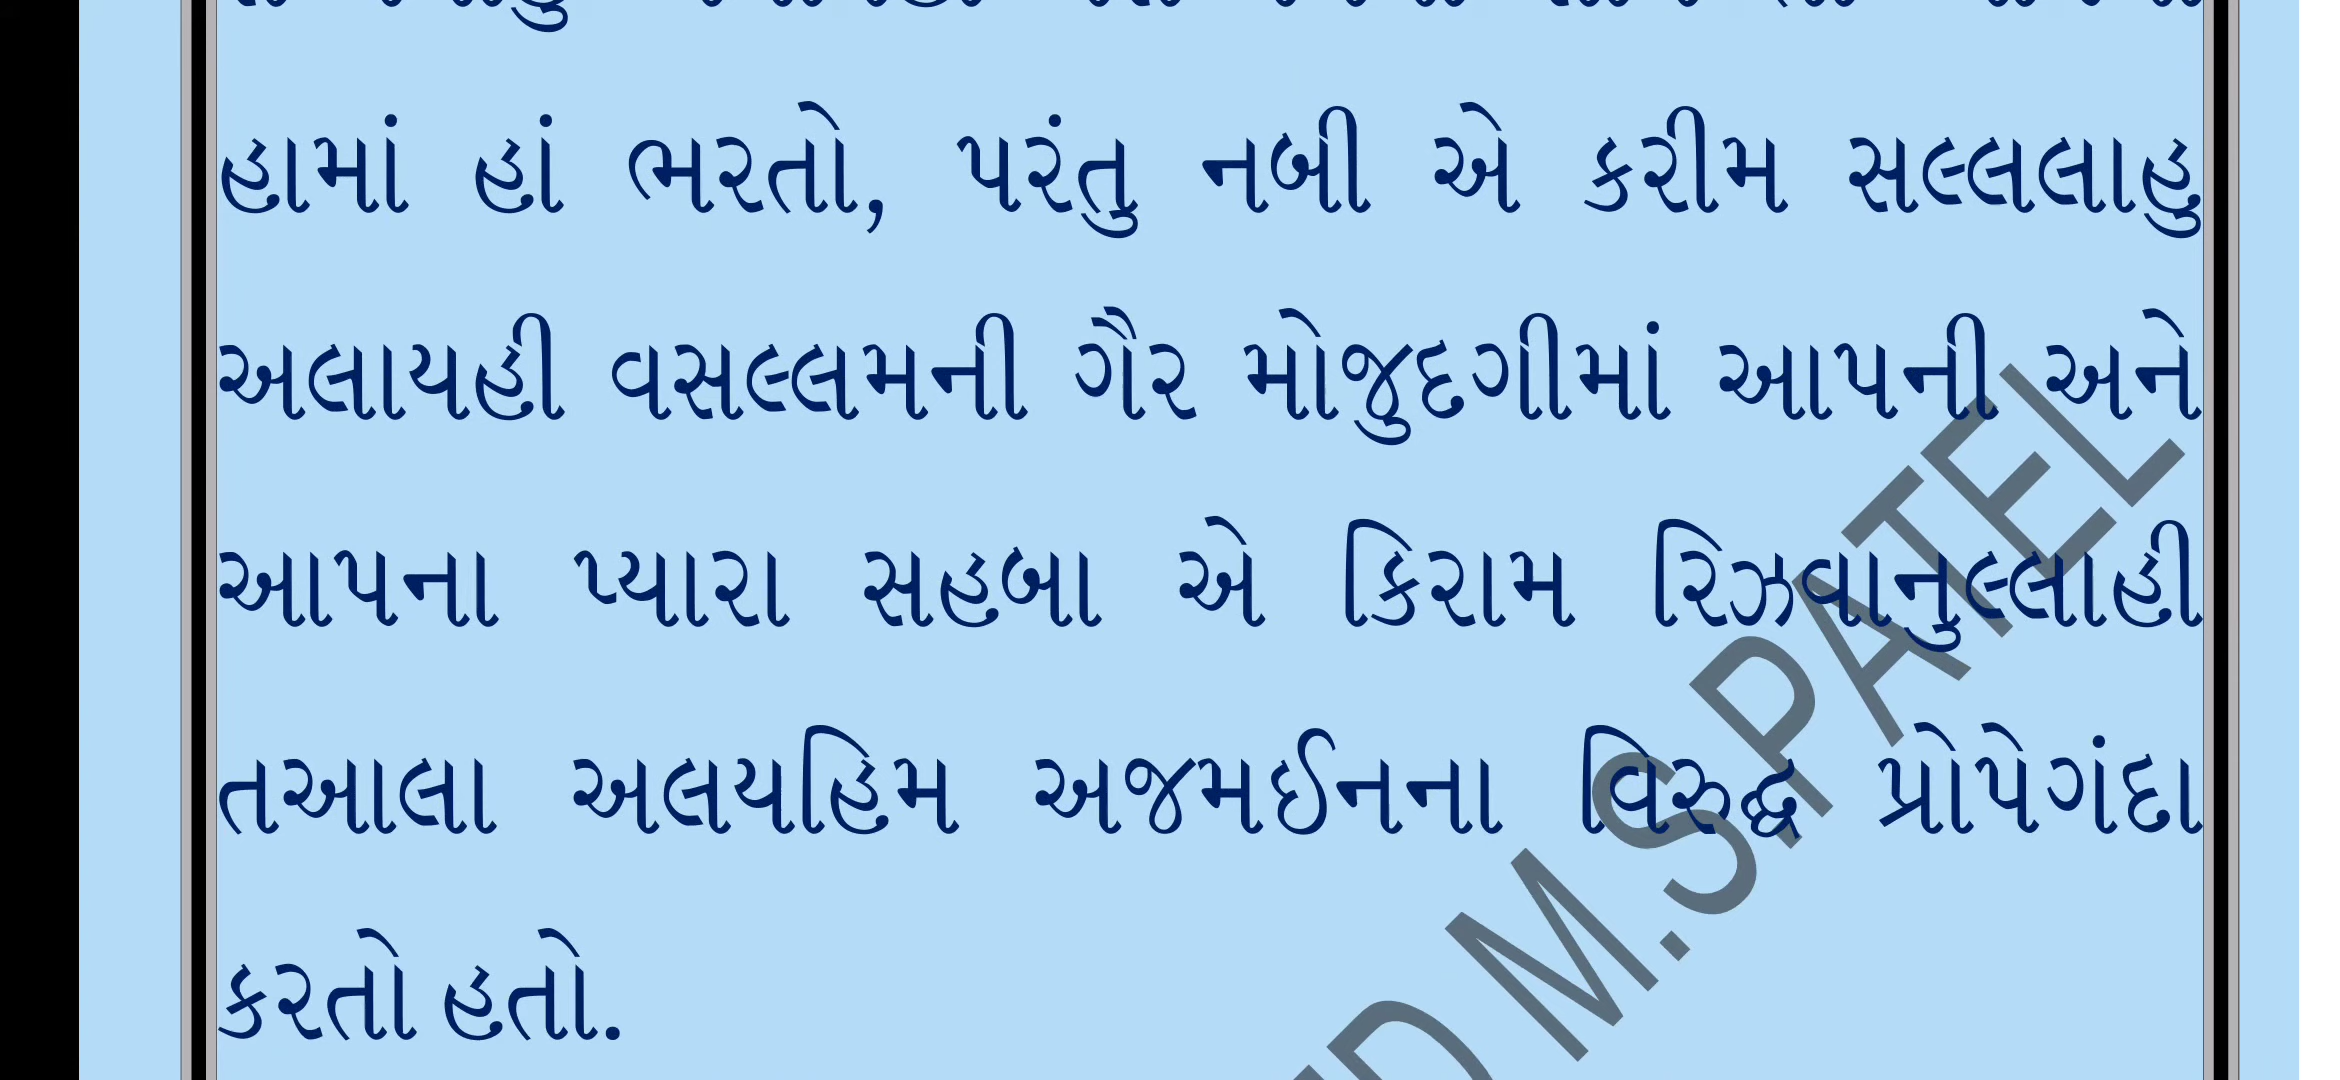 હામાં હાં ભરતો, પરંતુ નબી એ કરીમ સલ્લલાહુ
અલાયહી વસલ્લમની ગૈર મોજુદગીમાં આપની અને
આપના પ્યારા સહબા એ કિરામ રિઝવાનુલ્લાહી
તઆલા અલયહિમ અજમઈનના વિરુદ્ધ પ્રોપેગંદા
કરતો હતો.
M.S.PATEL